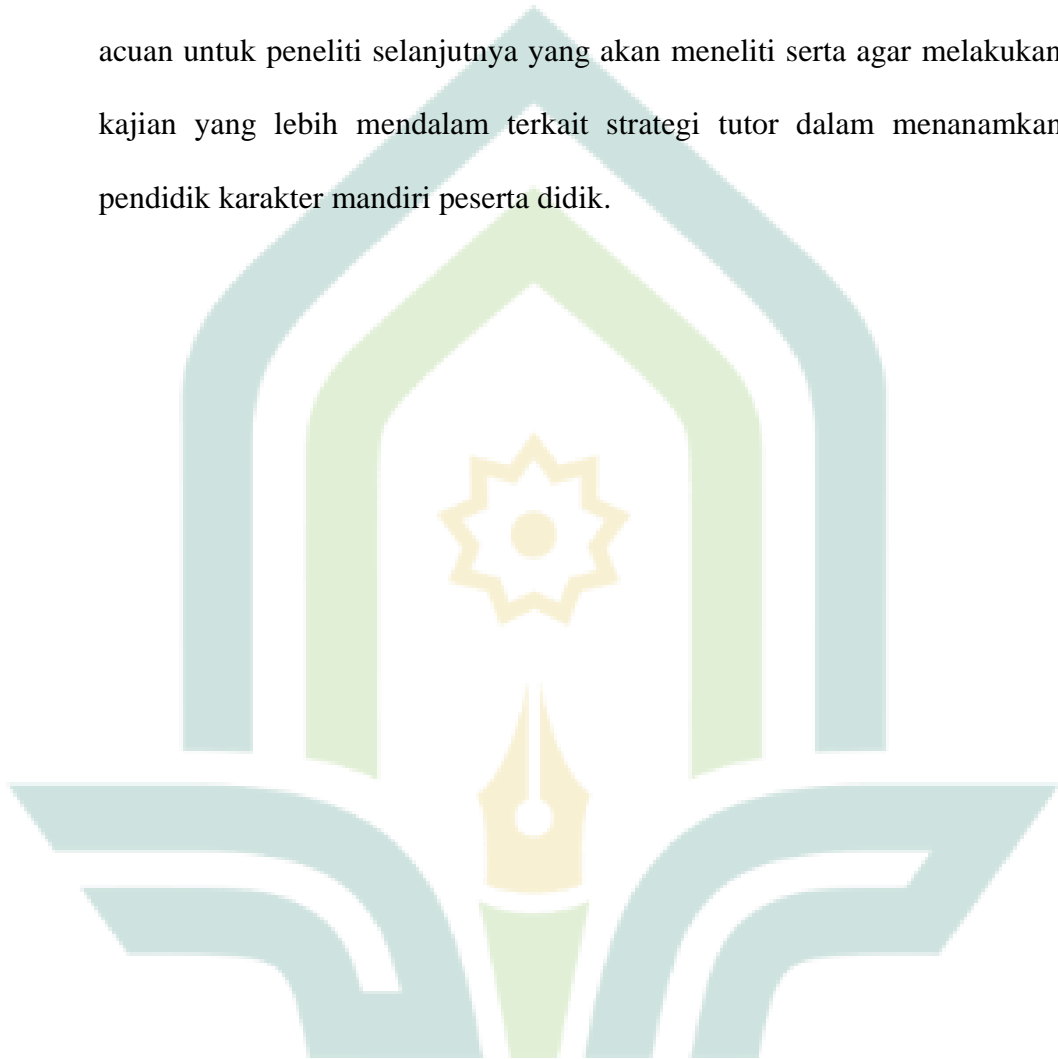 acuan untuk peneliti selanjutnya yang akan meneliti serta agar melakukan
kajian yang lebih mendalam terkait strategi tutor dalam menanamkan
pendidik karakter mandiri peserta didik.